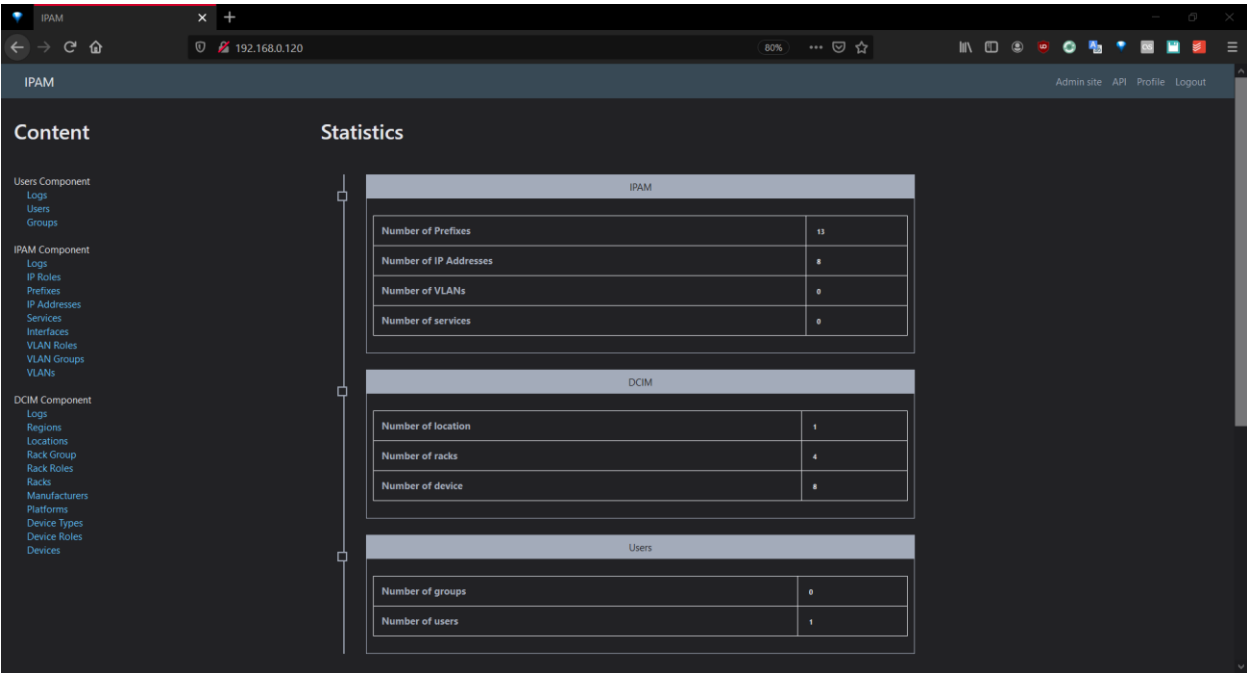 IPAM
192.168.0.120
80%
IPAM
Admin site API Profile Logout
Content
Users Component
Logs
Users
Groups
IPAM Component
Logs
IP Roles
Prefixes
IP Addresses
Services
Interfaces
VLAN Roles
VLAN Groups
VLANs
DCIM Component
Logs
Regions
Locations
Rack Group
Rack Roles
Racks
Manufacturers
Platforms
Device Types
Device Roles
Devices
Statistics
IPAM
Number of Prefixes 13
Number of IP Addresses 8
Number of VLANs 0
Number of services 0
DCIM
Number of location 1
Number of racks 4
Number of device 8
Users
Number of groups 0
Number of users 1